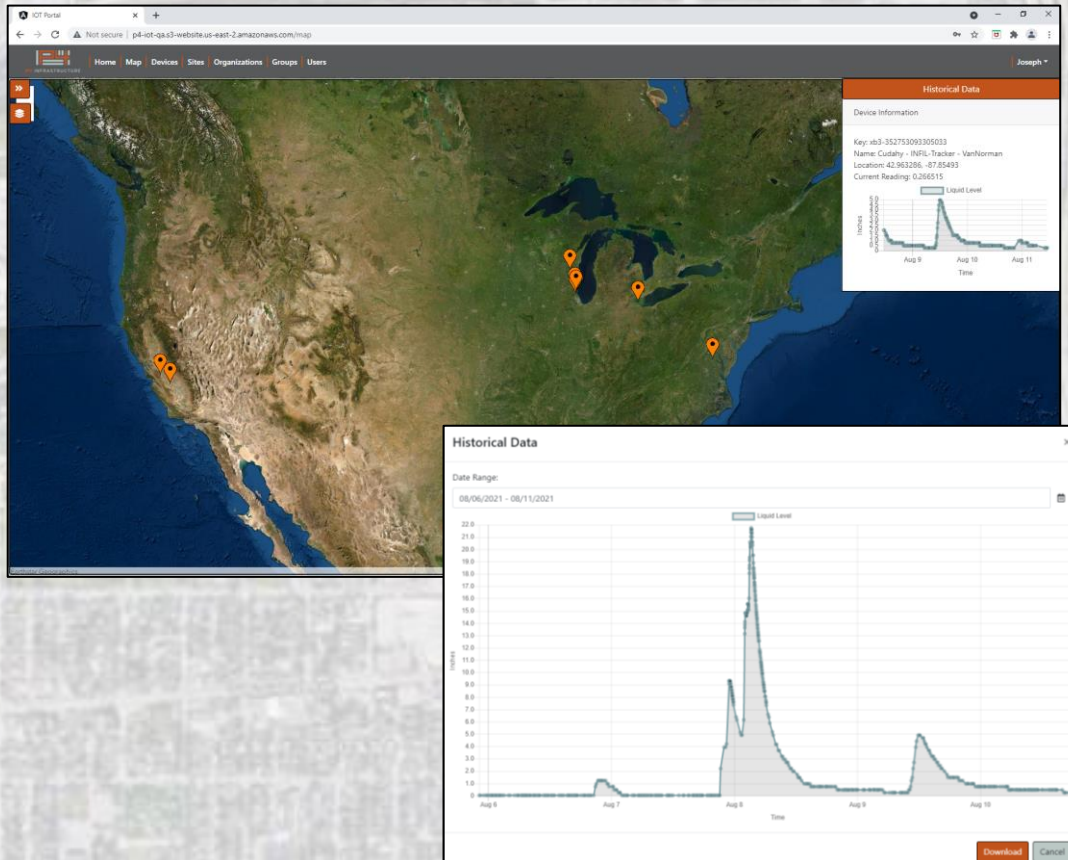 IOT Portal
Not secure | p4-iot-qa.s3-website.us-east-2.amazonaws.com/map
INFRASTRUCTURE
Home Map Devices Sites Organizations Groups Users Joseph
Historical Data
Device Information
Key: xb3-352753093305033
Name: Cudahy - INFIL-Tracker - VanNorman
Location: 42.963286, -87.85493
Current Reading: 0.266515
Liquid Level
Inches
Aug 9 Aug 10 Aug 11
Time
Earthstar Geographics
Historical Data
Date Range:
08/06/2021 - 08/11/2021
Liquid Level
22.0
21.0
20.0
19.0
18.0
17.0
16.0
15.0
14.0
13.0
12.0
11.0
10.0
9.0
8.0
7.0
6.0
5.0
4.0
3.0
2.0
1.0
0
Inches
Aug 6 Aug 7 Aug 8 Aug 9 Aug 10
Time
Download Cancel